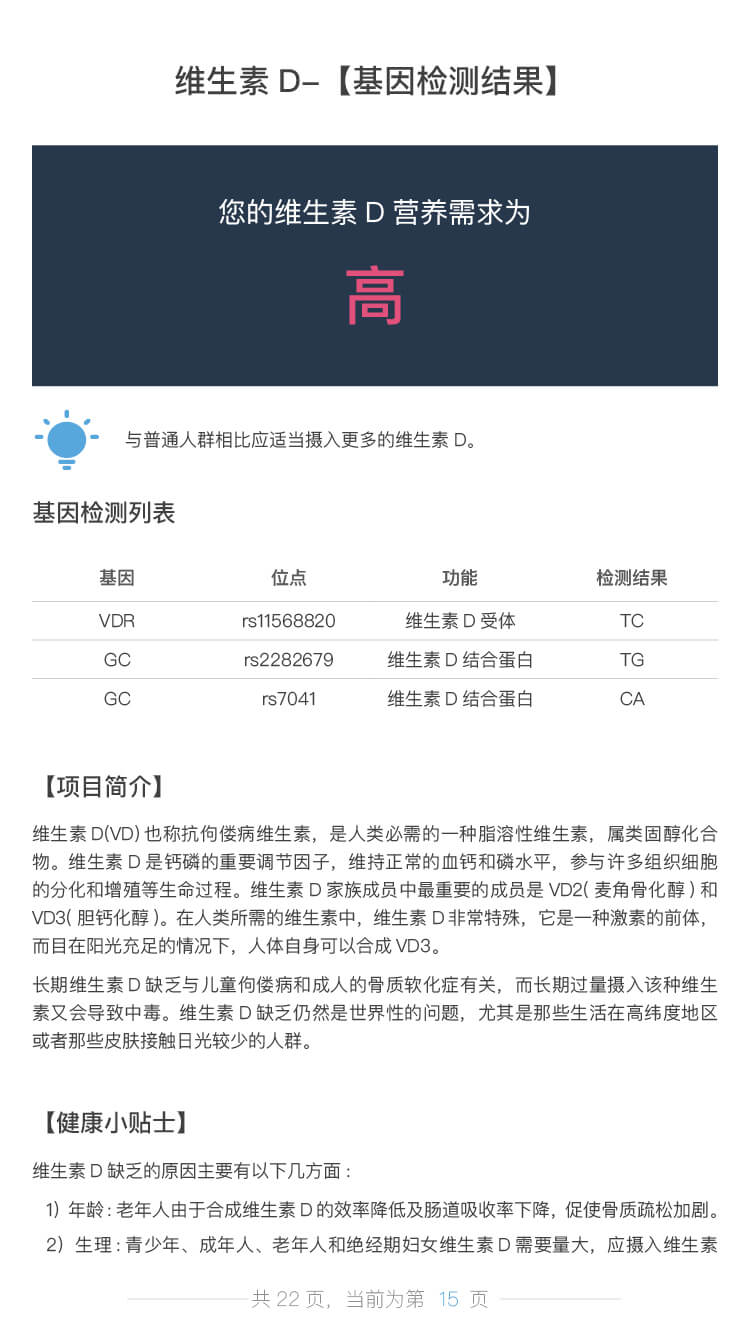 维生素 D–【基因检测结果】
您的维生素 D 营养需求为
高
与普通人群相比应适当摄入更多的维生素 D。
基因检测列表
基因 位点 功能 检测结果
VDR rs11568820 维生素 D 受体 TC
GC rs2282679 维生素 D 结合蛋白 TG
GC rs7041 维生素 D 结合蛋白 CA
【项目简介】
维生素 D(VD) 也称抗佝偻病维生素，是人类必需的一种脂溶性维生素，属类固醇化合
物。维生素 D 是钙磷的重要调节因子，维持正常的血钙和磷水平，参与许多组织细胞
的分化和增殖等生命过程。维生素 D 家族成员中最重要的成员是 VD2( 麦角骨化醇 ) 和
VD3( 胆钙化醇 )。在人类所需的维生素中，维生素 D 非常特殊，它是一种激素的前体，
而目在阳光充足的情况下，人体自身可以合成 VD3。
长期维生素 D 缺乏与儿童佝偻病和成人的骨质软化症有关，而长期过量摄入该种维生
素又会导致中毒。维生素 D 缺乏仍然是世界性的问题，尤其是那些生活在高纬度地区
或者那些皮肤接触日光较少的人群。
【健康小贴士】
维生素 D 缺乏的原因主要有以下几方面 :
1）年龄 : 老年人由于合成维生素 D 的效率降低及肠道吸收率下降，促使骨质疏松加剧。
2）生理 : 青少年、成年人、老年人和绝经期妇女维生素 D 需要量大，应摄入维生素
共 22 页，当前为第 15 页